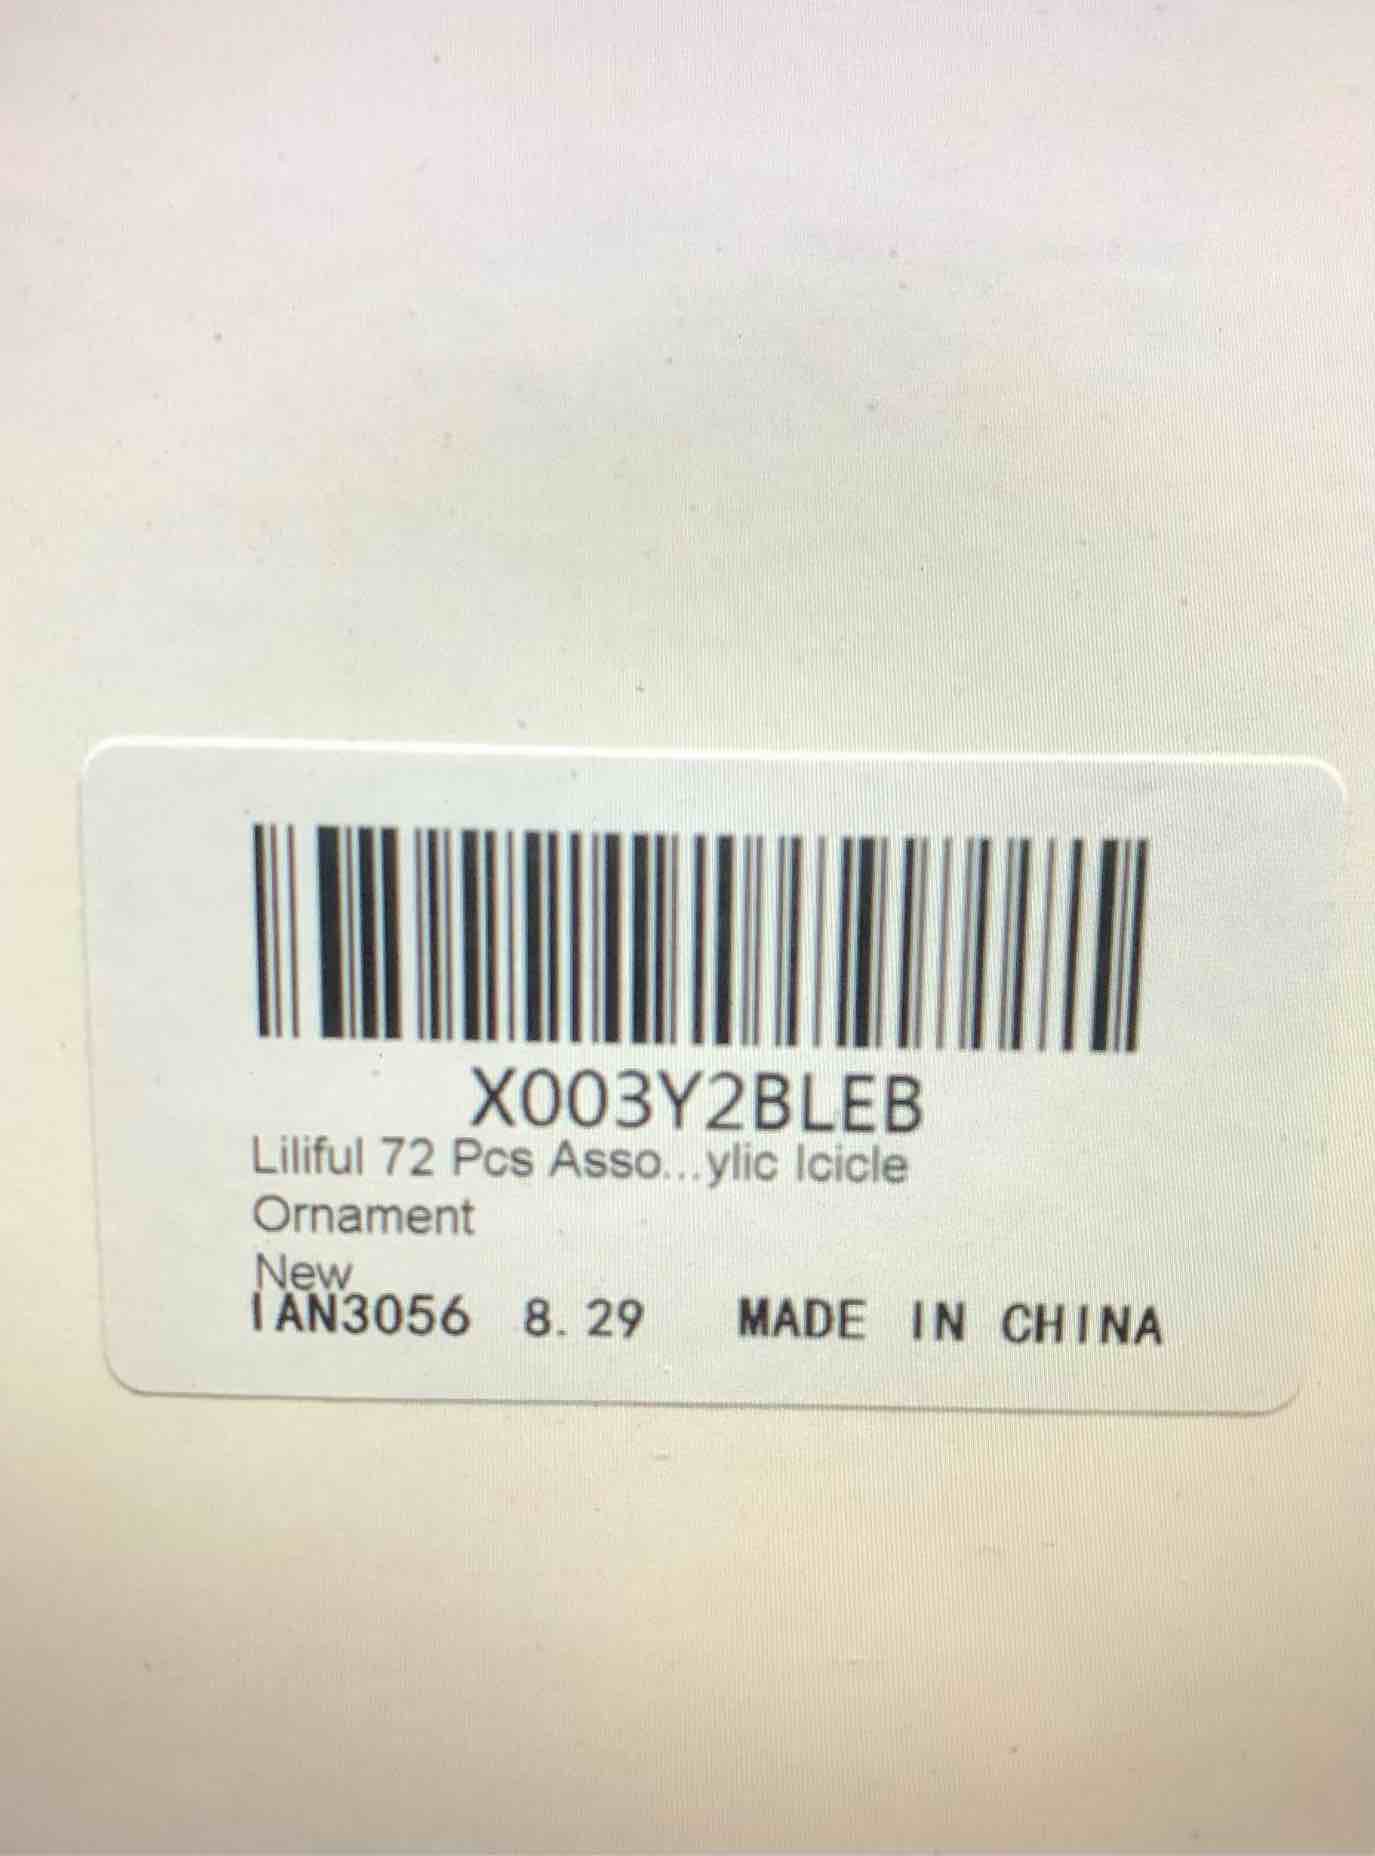 X003Y2BLEB
Liliful 72 Pcs Asso...ylic Icicle
Ornament
New
IAN3056 8.29 MADE IN CHINA